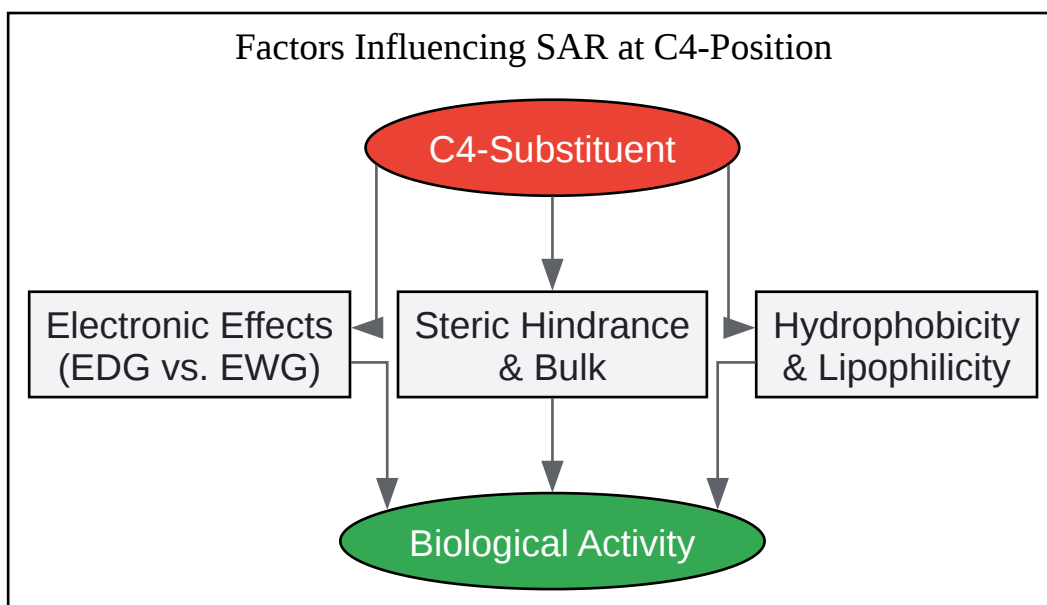 Factors Influencing SAR at C4-Position
C4-Substituent
Electronic Effects
(EDG vs. EWG)
Steric Hindrance
& Bulk
Hydrophobicity
& Lipophilicity
Biological Activity